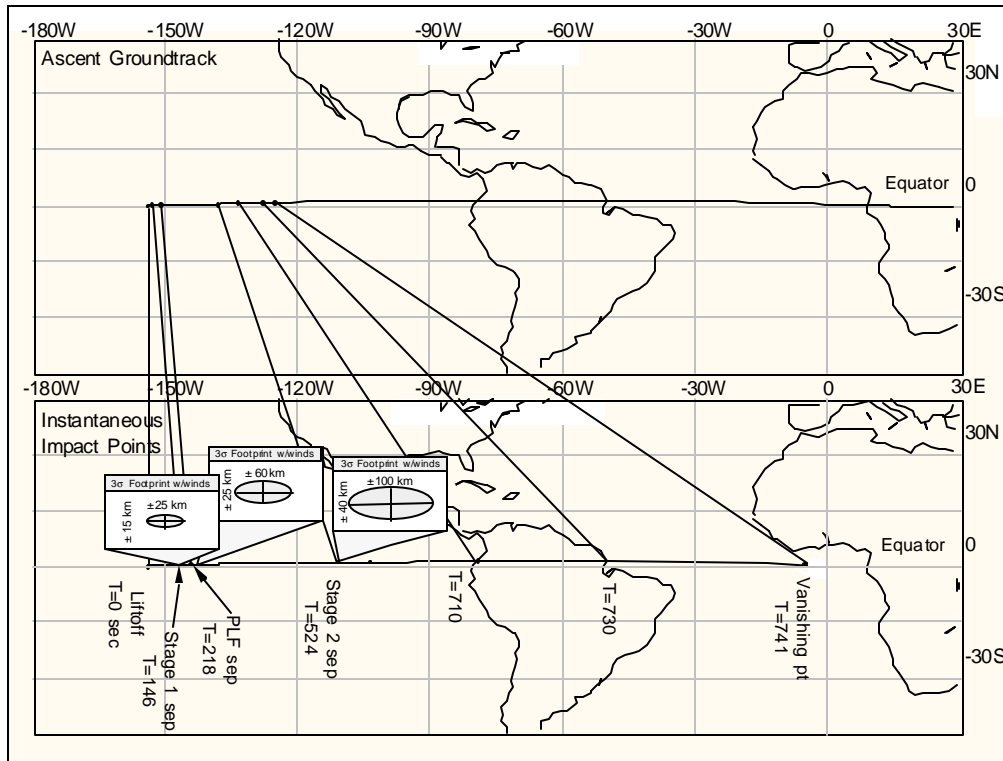 -180W -150W -120W -90W -60W -30W 0 30E
Ascent Groundtrack
30N
Equator 0
-30S
-180W -150W -120W -90W -60W -30W 0 30E
Instantaneous
Impact Points
30N
3σ Footprint w/winds
± 60 km
± 25 km
3σ Footprint w/winds
±100 km
± 40 km
3σ Footprint w/winds
±25 km
± 15 km
Equator 0
-30S
Liftoff
T=0 sec
Stage 1 sep
T=146
PLF sep
T=218
Stage 2 sep
T=524
T=710
T=730
Vanishing pt
T=741